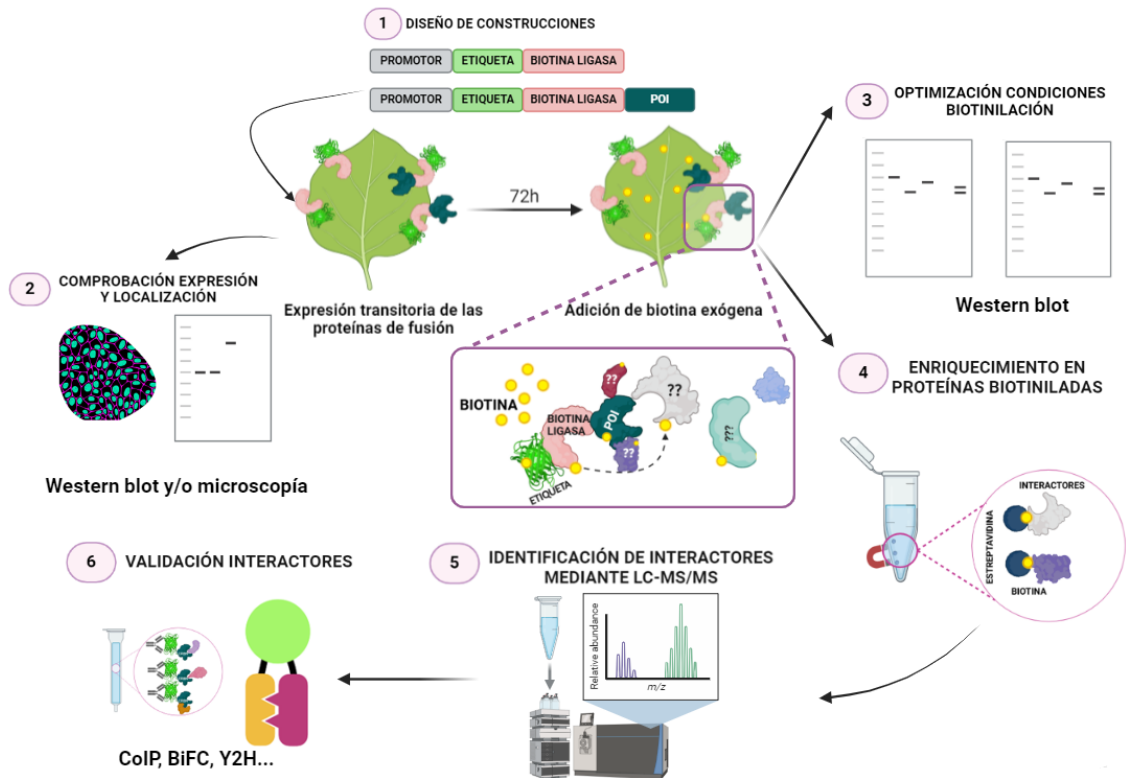 1 DISEÑO DE CONSTRUCCIONES
PROMOTOR ETIQUETA BIOTINA LIGASA
PROMOTOR ETIQUETA BIOTINA LIGASA POI
72h
Expresión transitoria de las
proteínas de fusión
Adición de biotina exógena
2 COMPROBACIÓN EXPRESIÓN
Y LOCALIZACIÓN
Western blot y/o microscopía
3 OPTIMIZACIÓN CONDICIONES
BIOTINILACIÓN
Western blot
BIOTINA
BIOTINA
LIGASA
ETIQUETA
POI
??
??
??
???
4 ENRIQUECIMIENTO EN
PROTEÍNAS BIOTINILADAS
INTERACTORES
ESTREPTAVIDINA
BIOTINA
5 IDENTIFICACIÓN DE INTERACTORES
MEDIANTE LC-MS/MS
Relative abundance
m/z
6 VALIDACIÓN INTERACTORES
CoIP, BiFC, Y2H...